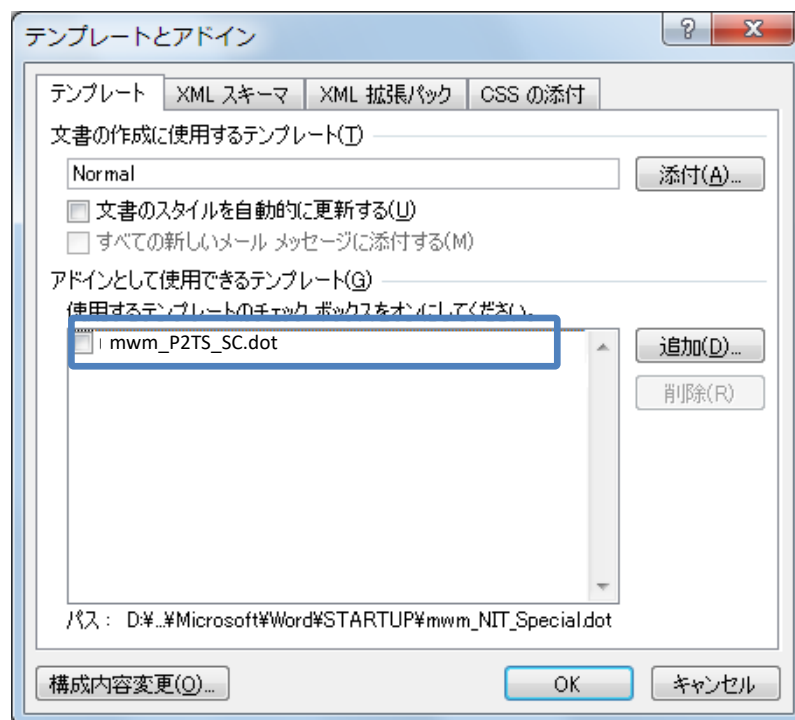 テンプレートとアドイン
テンプレート XML スキーマ XML 拡張パック CSS の添付
文書の作成に使用するテンプレート(T)
Normal 添付(A)...
文書のスタイルを自動的に更新する(U)
すべての新しいメール メッセージに添付する(M)
アドインとして使用できるテンプレート(G)
使用するテンプレートのチェック ボックスをオンにしてください。
mwm_P2TS_SC.dot 追加(D)...
削除(R)
パス： D:¥...¥Microsoft¥Word¥STARTUP¥mwm_NIT_Special.dot
構成内容変更(O)... OK キャンセル